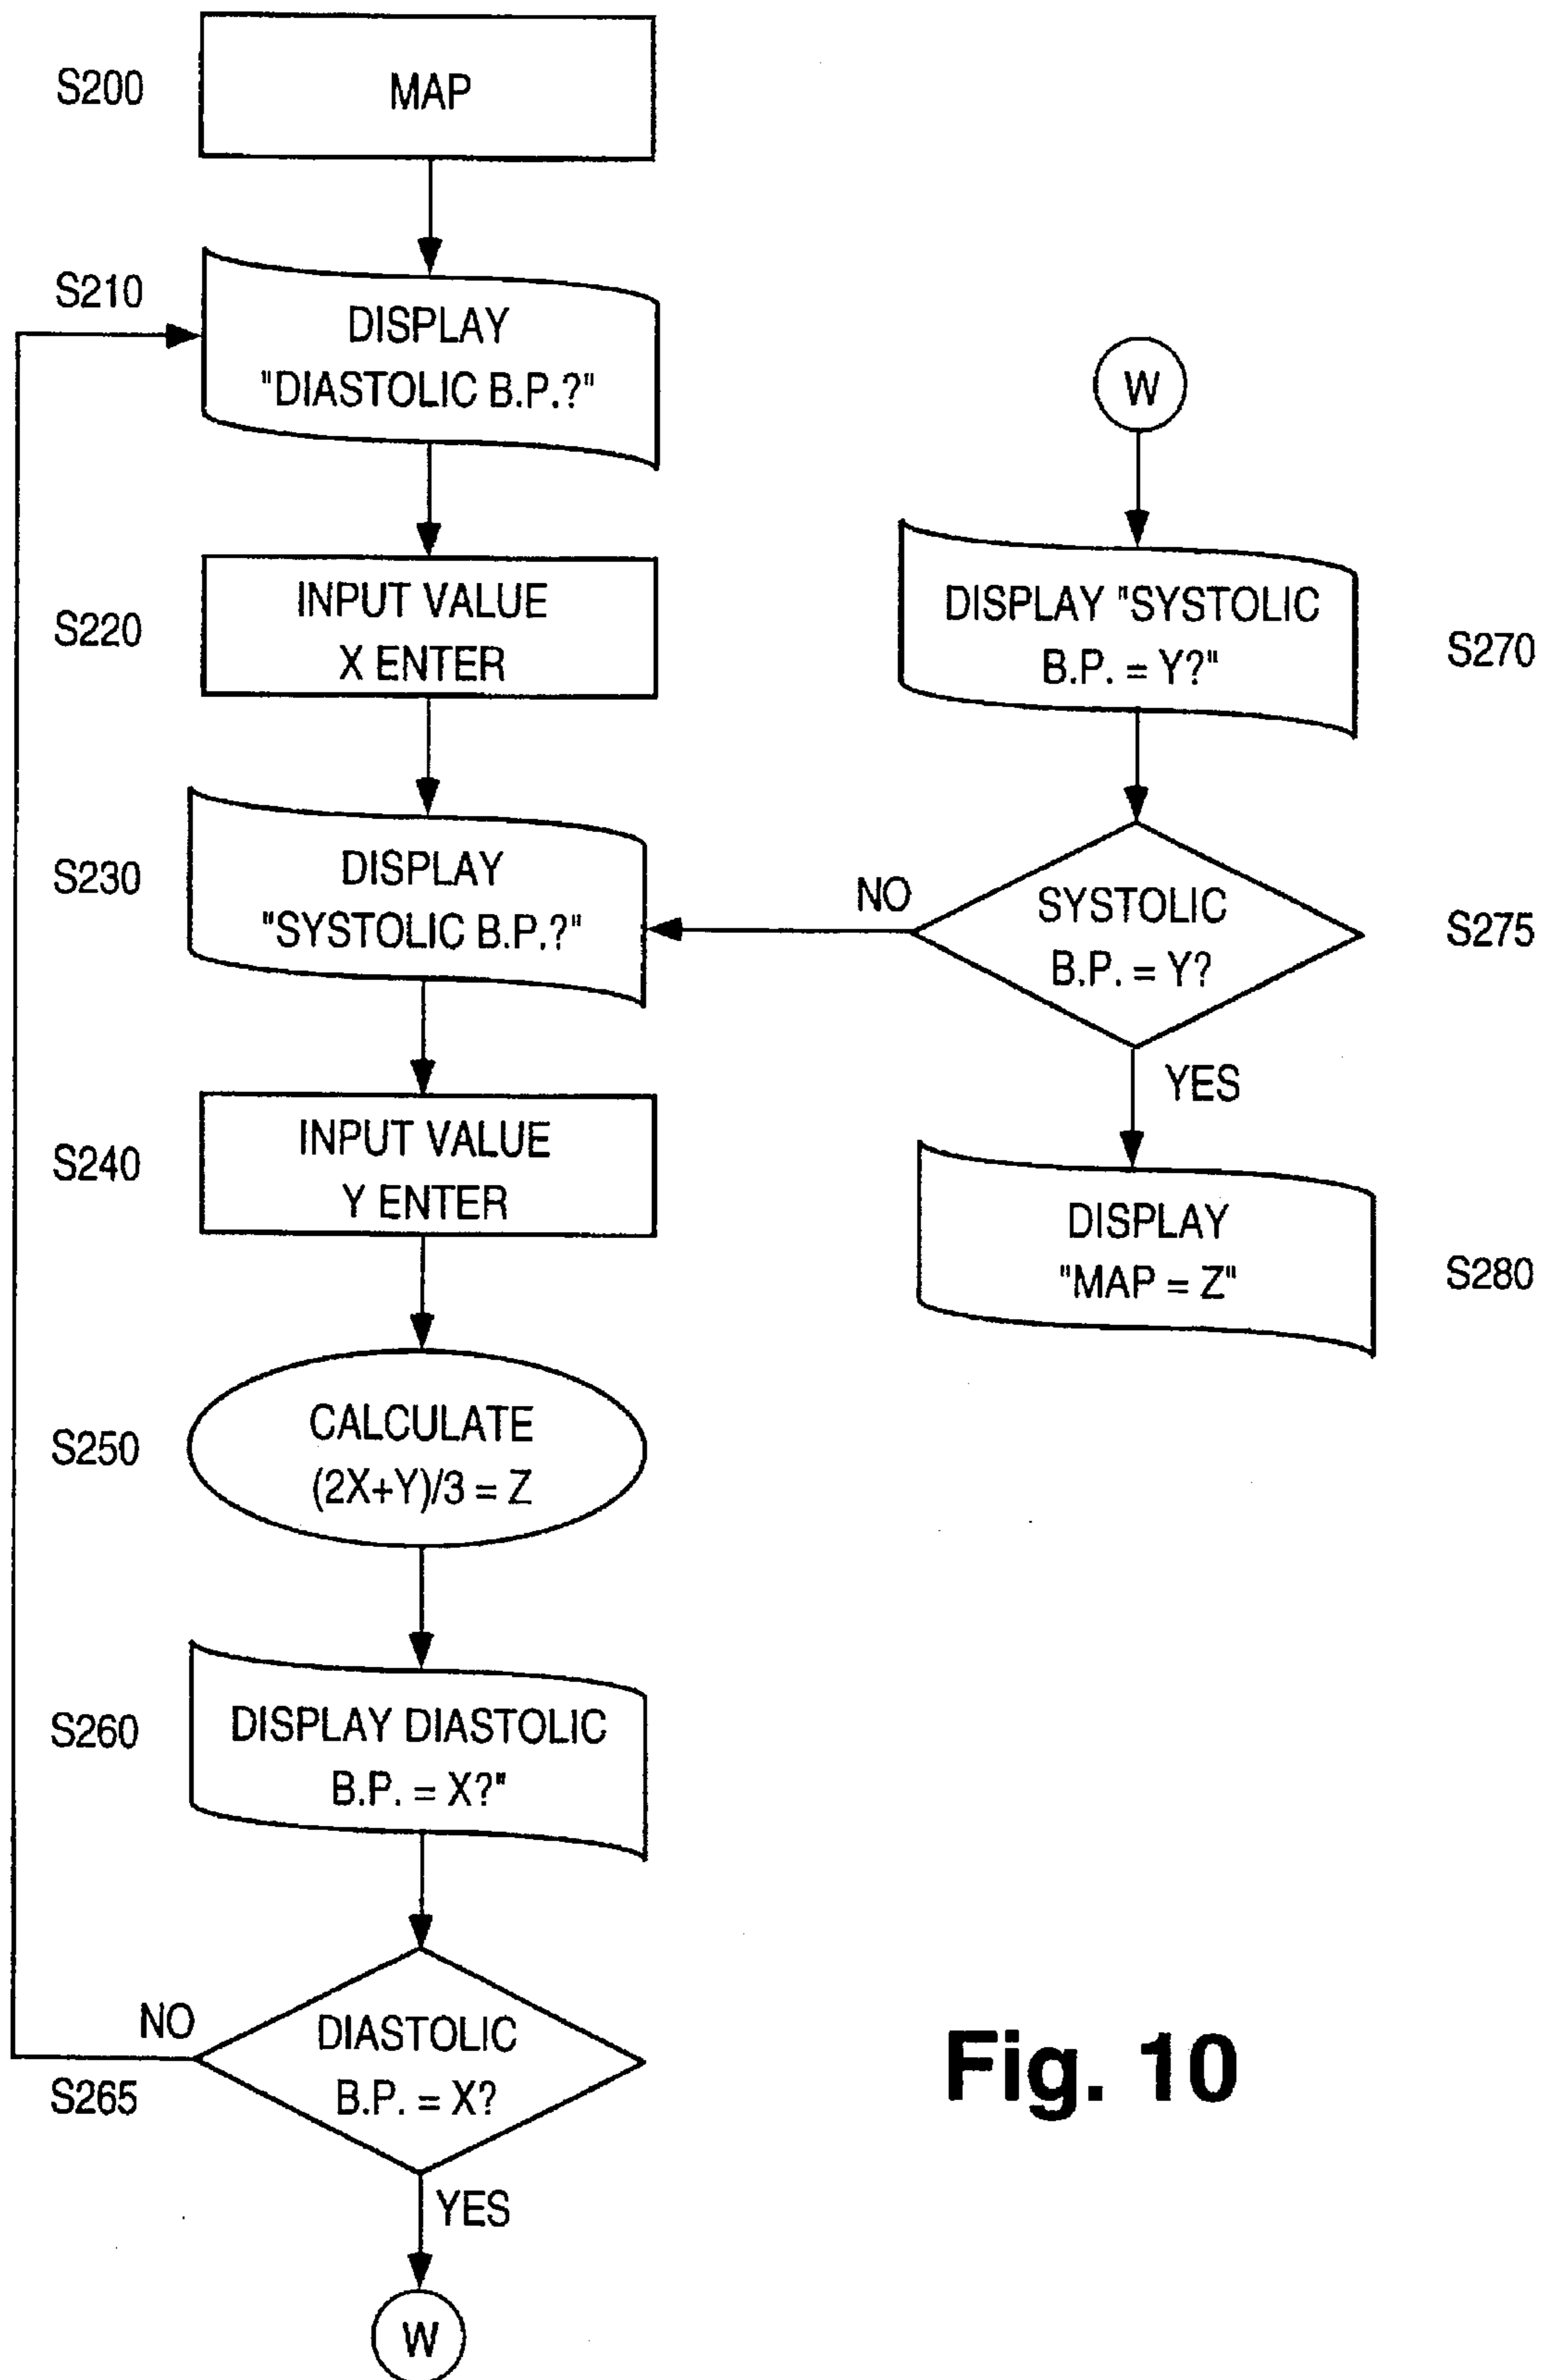 S200
MAP
S210
DISPLAY
"DIASTOLIC B.P.?"
S220
INPUT VALUE
X ENTER
S230
DISPLAY
"SYSTOLIC B.P.?"
S240
INPUT VALUE
Y ENTER
S250
CALCULATE
(2X+Y)/3 = Z
S260
DISPLAY DIASTOLIC
B.P. = X?"
NO
S265
DIASTOLIC
B.P. = X?
YES
W
W
DISPLAY "SYSTOLIC
B.P. = Y?"
S270
NO
SYSTOLIC
B.P. = Y?
S275
YES
DISPLAY
"MAP = Z"
S280
Fig. 10